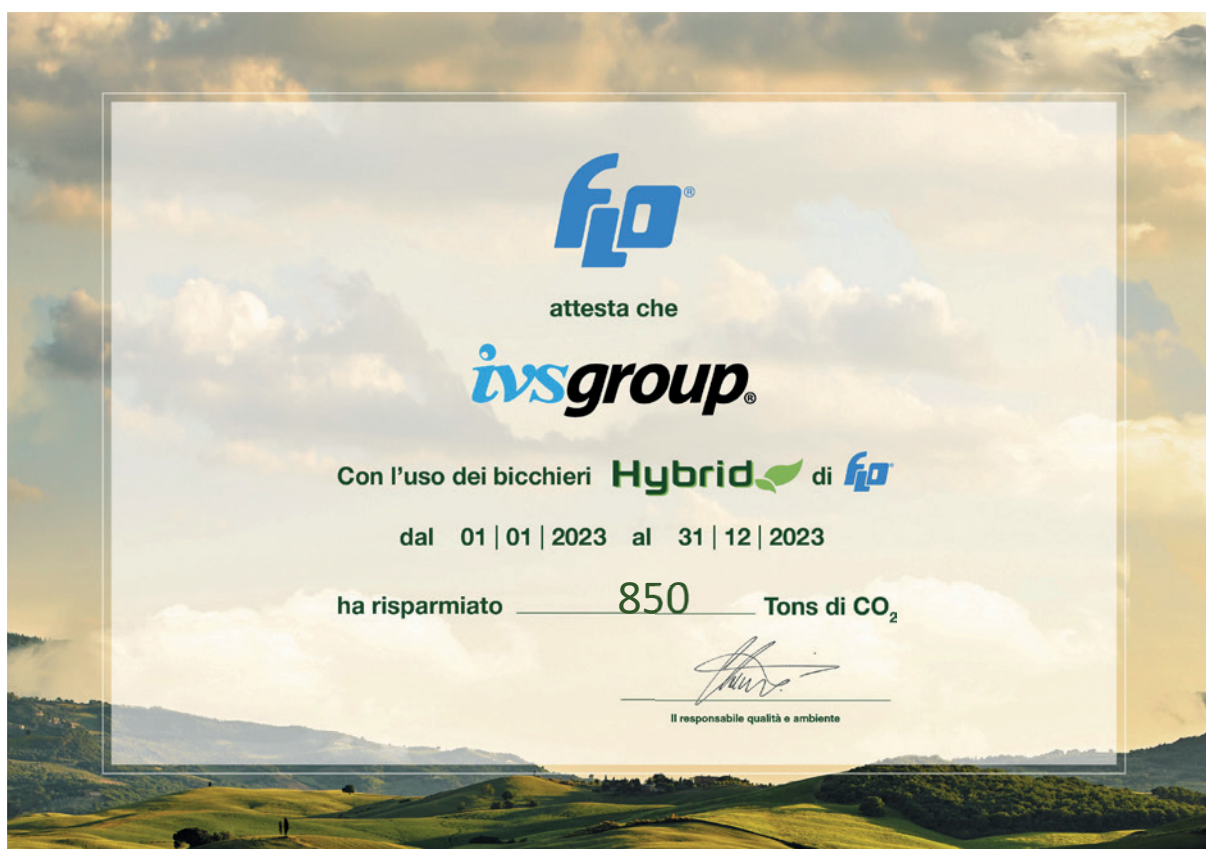 FLO®
attesta che
ivsgroup®
Con l'uso dei bicchieri Hybrid di FLO®
dal 01 | 01 | 2023 al 31 | 12 | 2023
ha risparmiato 850 Tons di CO₂
Il responsabile qualità e ambiente